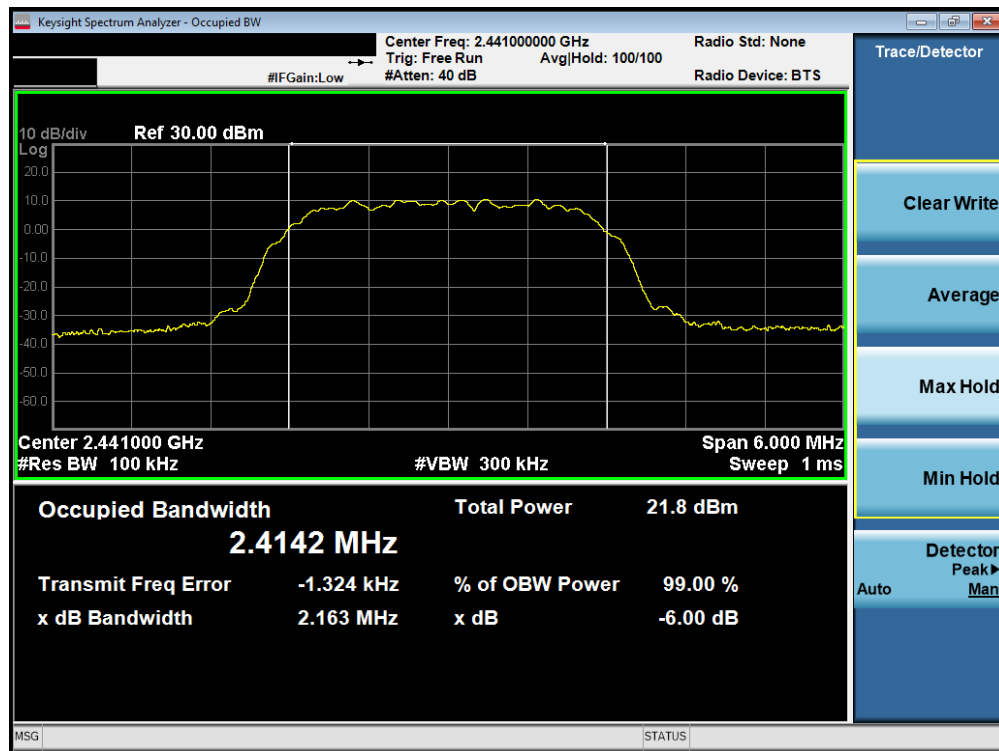 Keysight Spectrum Analyzer - Occupied BW
Center Freq: 2.441000000 GHz
Radio Std: None
Trig: Free Run
Avg|Hold: 100/100
#IFGain:Low
#Atten: 40 dB
Radio Device: BTS
10 dB/div
Ref 30.00 dBm
Log
20.0
10.0
0.00
-10.0
-20.0
-30.0
-40.0
-50.0
-60.0
Center 2.441000 GHz
Span 6.000 MHz
#Res BW 100 kHz
#VBW 300 kHz
Sweep 1 ms
Occupied Bandwidth
2.4142 MHz
Total Power
21.8 dBm
Transmit Freq Error
-1.324 kHz
% of OBW Power
99.00 %
x dB Bandwidth
2.163 MHz
x dB
-6.00 dB
Trace/Detector
Clear Write
Average
Max Hold
Min Hold
Detector
Peak▶
Auto
Man
MSG
STATUS